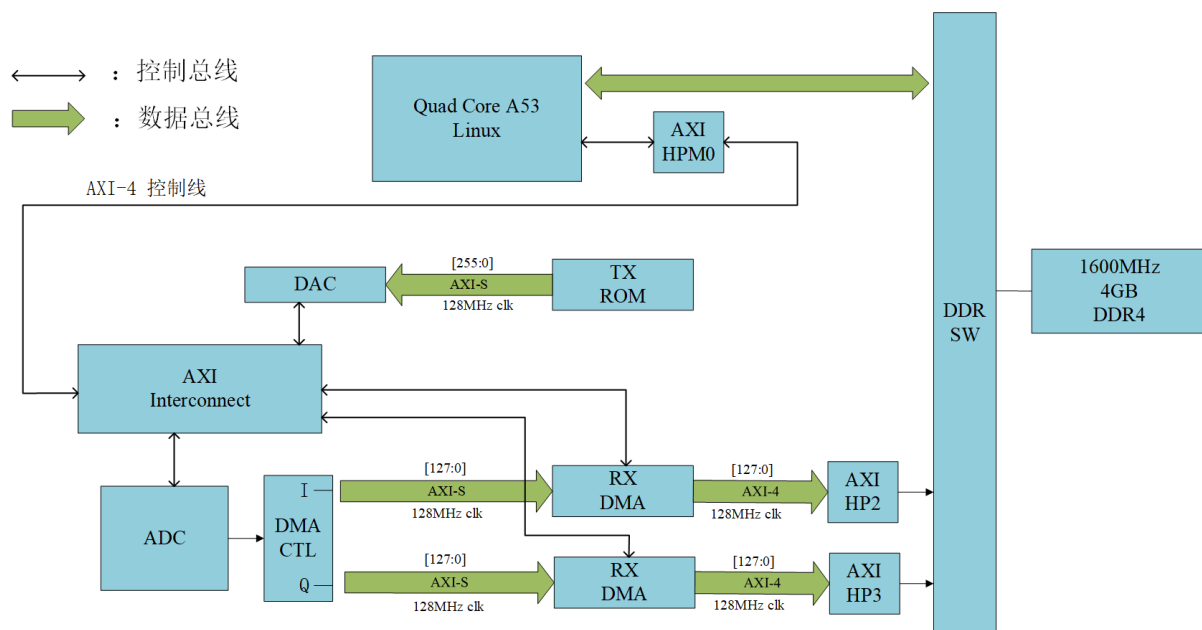 ：控制总线
：数据总线
Quad Core A53
Linux
AXI
HPM0
AXI-4 控制线
[255:0]
DAC
AXI-S
128MHz clk
TX
ROM
DDR
SW
1600MHz
4GB
DDR4
AXI
Interconnect
ADC
I
DMA
CTL
Q
[127:0]
AXI-S
128MHz clk
RX
DMA
[127:0]
AXI-4
128MHz clk
AXI
HP2
[127:0]
AXI-S
128MHz clk
RX
DMA
[127:0]
AXI-4
128MHz clk
AXI
HP3